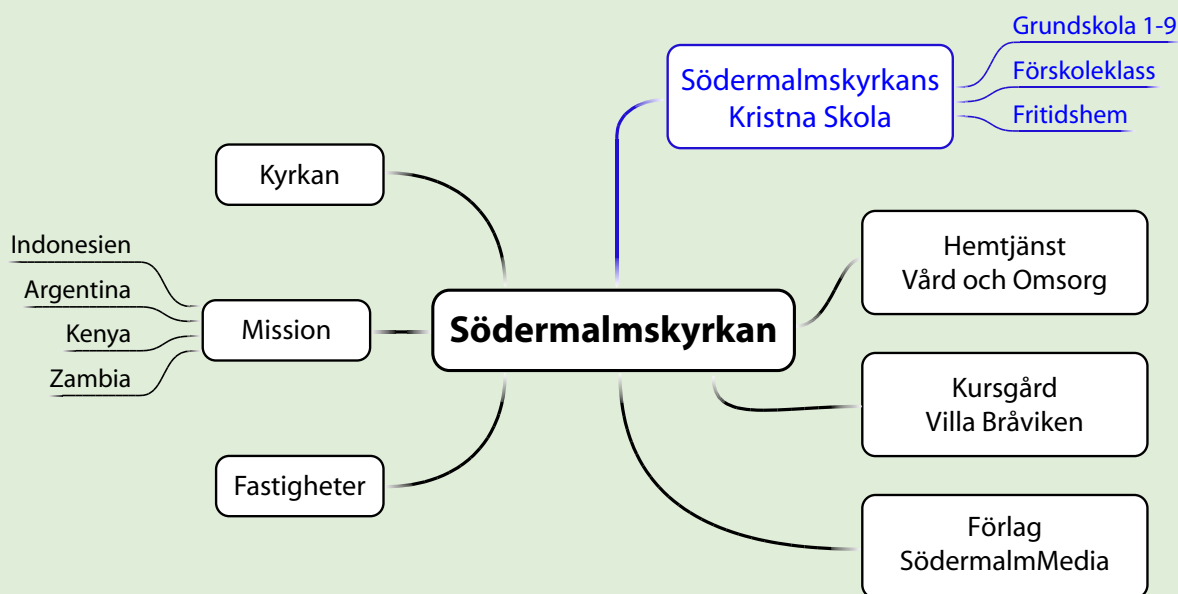 Grundskola 1-9
Södermalmskyrkans
Kristna Skola
Förskoleklass
Fritidshem
Kyrkan
Indonesien
Argentina
Kenya
Zambia
Mission
Södermalmskyrkan
Hemtjänst
Vård och Omsorg
Kursgård
Villa Bråviken
Fastigheter
Förlag
SödermalmMedia